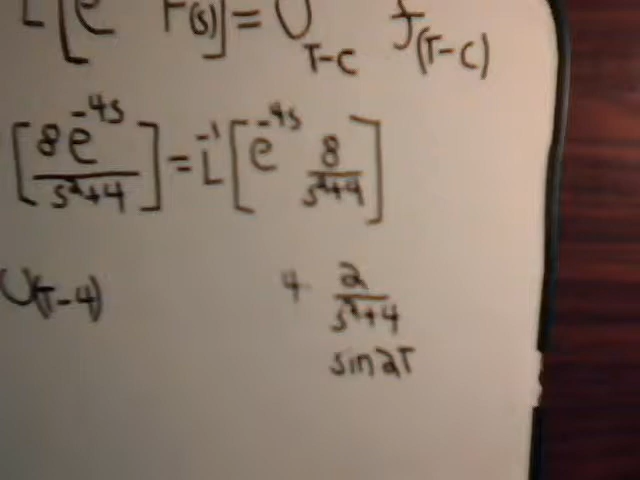 [e F(s)] = U T-C f(T-C)
[8e^-4s / s²+4] = L^-1 [e^-4s 8 / s²+4]
U(T-4) 4 2 / s²+4
sin2T